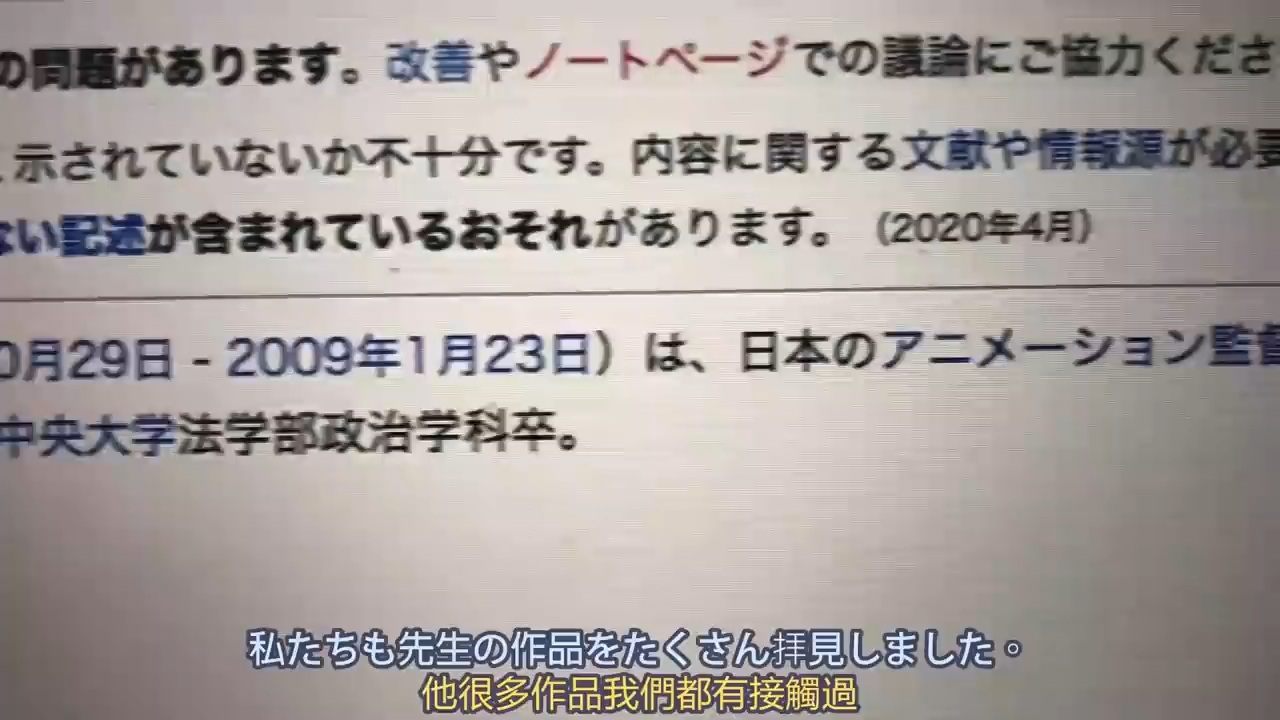 の問題があります。改善やノートページでの議論にご協力くださ
示されていないか不十分です。内容に関する文献や情報源が必要
ない記述が含まれているおそれがあります。（2020年4月）
0月29日 - 2009年1月23日）は、日本のアニメーション監督
中央大学法学部政治学科卒。
私たちも先生の作品をたくさん拝見しました。
他很多作品我們都有接觸過